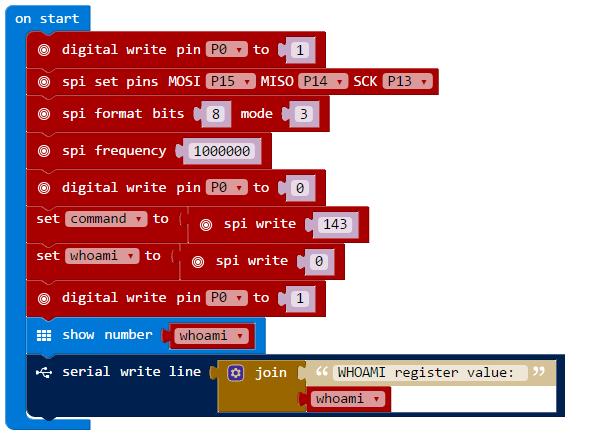 on start
digital write pin P0 to 1
spi set pins MOSI P15 MISO P14 SCK P13
spi format bits 8 mode 3
spi frequency 1000000
digital write pin P0 to 0
set command to spi write 143
set whoami to spi write 0
digital write pin P0 to 1
show number whoami
serial write line join “ WHOAMI register value: ”
whoami